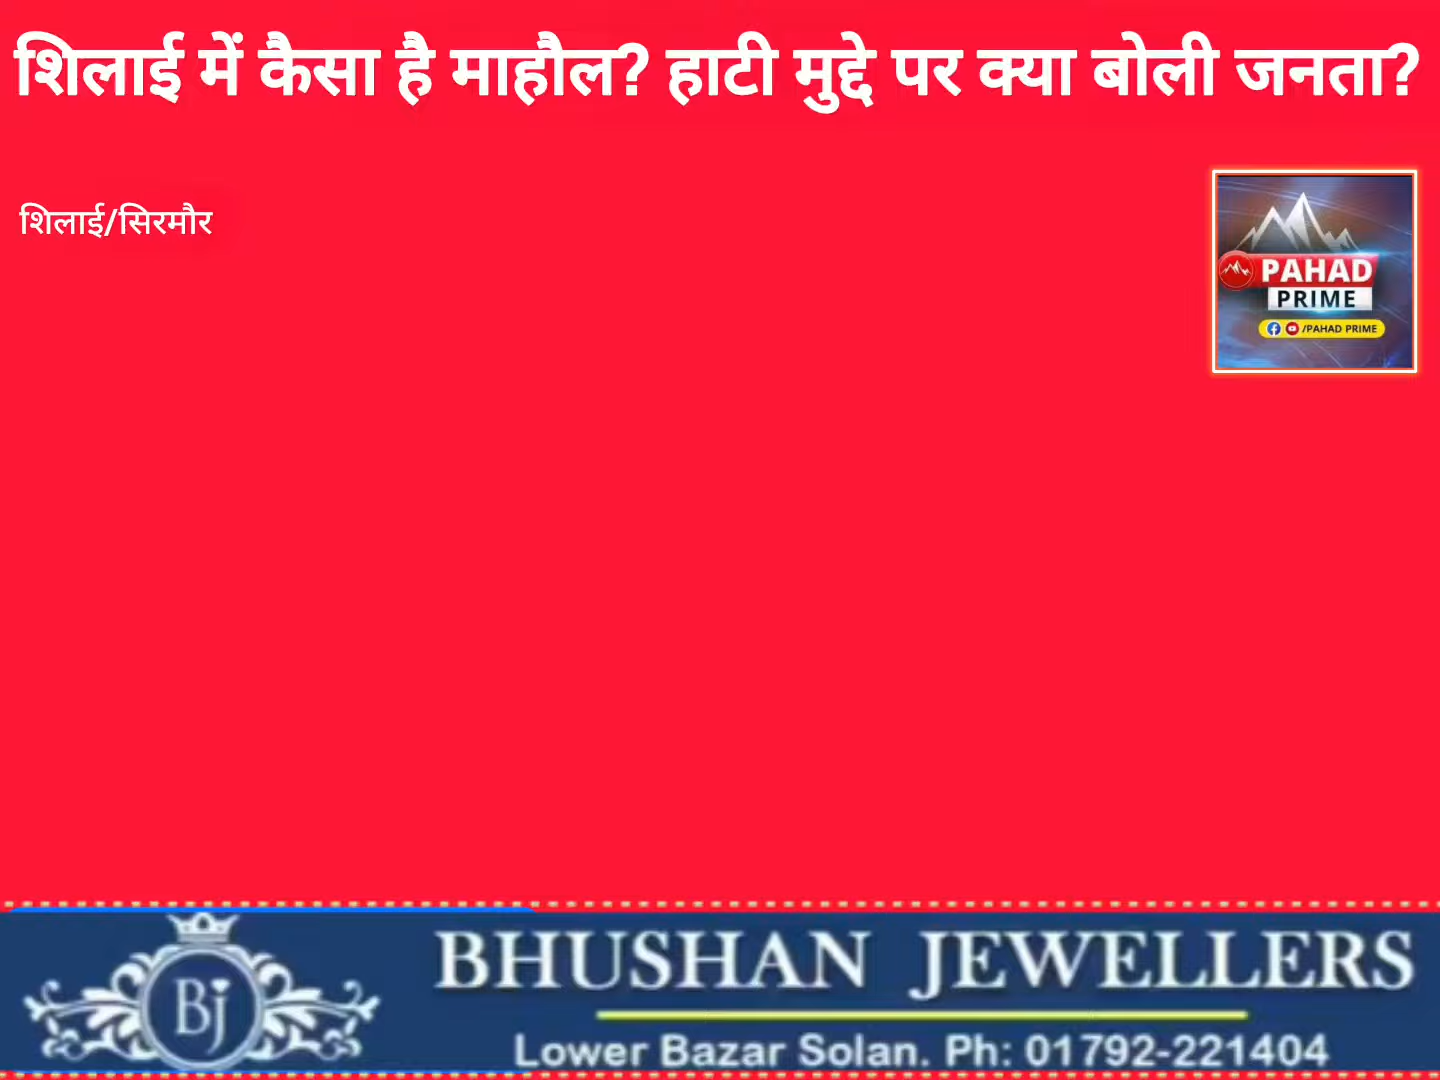 शिलाई में कैसा है माहौल? हाटी मुद्दे पर क्या बोली जनता?
शिलाई/सिरमौर
PAHAD
PRIME
/PAHAD PRIME
BHUSHAN JEWELLERS
Bj
Lower Bazar Solan. Ph: 01792-221404